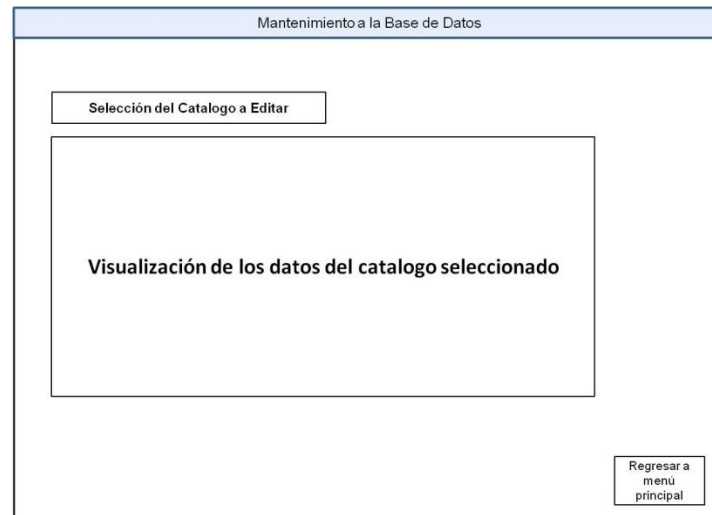 Mantenimiento a la Base de Datos
Selección del Catalogo a Editar
Visualización de los datos del catalogo seleccionado
Regresar a
menú
principal